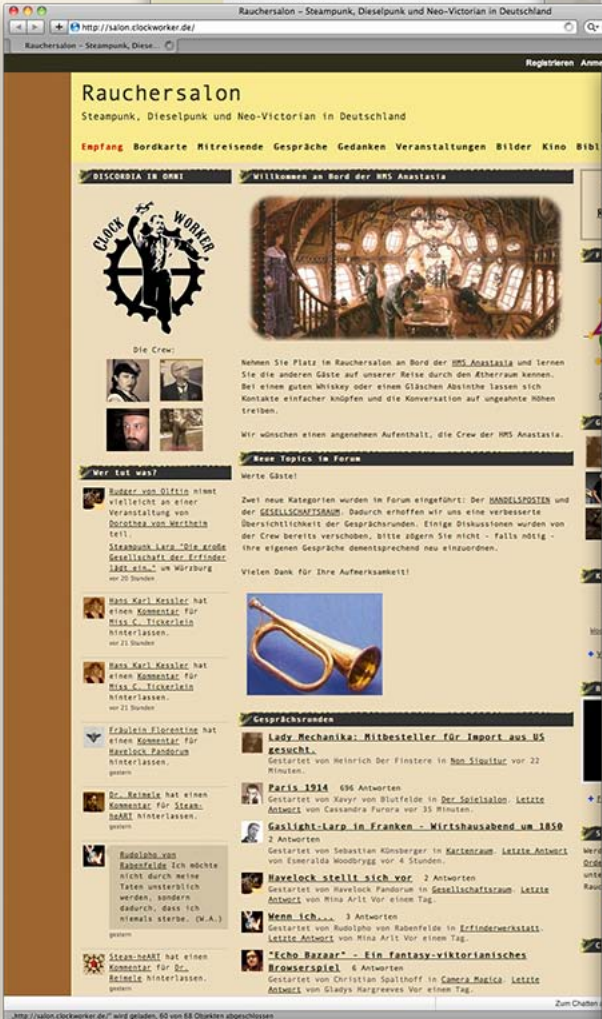 Rauchersalon – Steampunk, Dieselpunk und Neo-Victorian in Deutschland
http://salon.clockworker.de/
Rauchersalon – Steampunk, Diese...
Registrieren Anme
Rauchersalon
Steampunk, Dieselpunk und Neo-Victorian in Deutschland
Empfang Bordkarte Mitreisende Gespräche Gedanken Veranstaltungen Bilder Kino Bibl
DISCORDIA IN OMNI
CLOCK WORKER
Die Crew:
Wer tut was?
Rudger von Olftin nimmt
vielleicht an einer
Veranstaltung von
Dorothea von Wertheim
teil.
Steampunk Larp "Die große
Gesellschaft der Erfinder
lädt ein…" um Würzburg
vor 20 Stunden
Hans Karl Kessler hat
einen Kommentar für
Miss C. Tickerlein
hinterlassen.
vor 21 Stunden
Hans Karl Kessler hat
einen Kommentar für
Miss C. Tickerlein
hinterlassen.
vor 21 Stunden
Fräulein Florentine hat
einen Kommentar für
Havelock Pandorum
hinterlassen.
gestern
Dr. Reimele hat einen
Kommentar für Steam-
heART hinterlassen.
gestern
Rudolpho von
Rabenfelde Ich möchte
nicht durch meine
Taten unsterblich
werden, sondern
dadurch, dass ich
niemals sterbe. (W.A.)
gestern
Steam-heART hat einen
Kommentar für Dr.
Reimele hinterlassen.
gestern
Willkommen an Bord der HMS Anastasia
Nehmen Sie Platz im Rauchersalon an Bord der HMS Anastasia und lernen
Sie die anderen Gäste auf unserer Reise durch den Ætherraum kennen.
Bei einem guten Whiskey oder einem Gläschen Absinthe lassen sich
Kontakte einfacher knüpfen und die Konversation auf ungeahnte Höhen
treiben.
Wir wünschen einen angenehmen Aufenthalt, die Crew der HMS Anastasia.
Neue Topics im Forum
Werte Gäste!
Zwei neue Kategorien wurden im Forum eingeführt: Der HANDELSPOSTEN und
der GESELLSCHAFTSRAUM. Dadurch erhoffen wir uns eine verbesserte
Übersichtlichkeit der Gesprächsrunden. Einige Diskussionen wurden von
der Crew bereits verschoben, bitte zögern Sie nicht - falls nötig -
ihre eigenen Gespräche dementsprechend neu einzuordnen.
Vielen Dank für Ihre Aufmerksamkeit!
Gesprächsrunden
Lady Mechanika: Mitbesteller für Import aus US
gesucht.
Gestartet von Heinrich Der Finstere in Non Siquitur vor 22
Minuten.
Paris 1914 696 Antworten
Gestartet von Xavyr von Blutfelde in Der Spielsalon. Letzte
Antwort von Cassandra Furora vor 35 Minuten.
Gaslight-Larp in Franken - Wirtshausabend um 1850
2 Antworten
Gestartet von Sebastian Künsberger in Kartenraum. Letzte Antwort
von Esmeralda Woodbrygg vor 4 Stunden.
Havelock stellt sich vor 2 Antworten
Gestartet von Havelock Pandorum in Gesellschaftsraum. Letzte
Antwort von Mina Arlt Vor einem Tag.
Wenn ich... 3 Antworten
Gestartet von Rudolpho von Rabenfelde in Erfinderwerkstatt.
Letzte Antwort von Mina Arlt Vor einem Tag.
"Echo Bazaar" - Ein fantasy-viktorianisches
Browserspiel 6 Antworten
Gestartet von Christian Spalthoff in Camera Magica. Letzte
Antwort von Gladys Hargreeves Vor einem Tag.
Zum Chatten
„http://salon.clockworker.de/“ wird geladen, 60 von 68 Objekten abgeschlossen